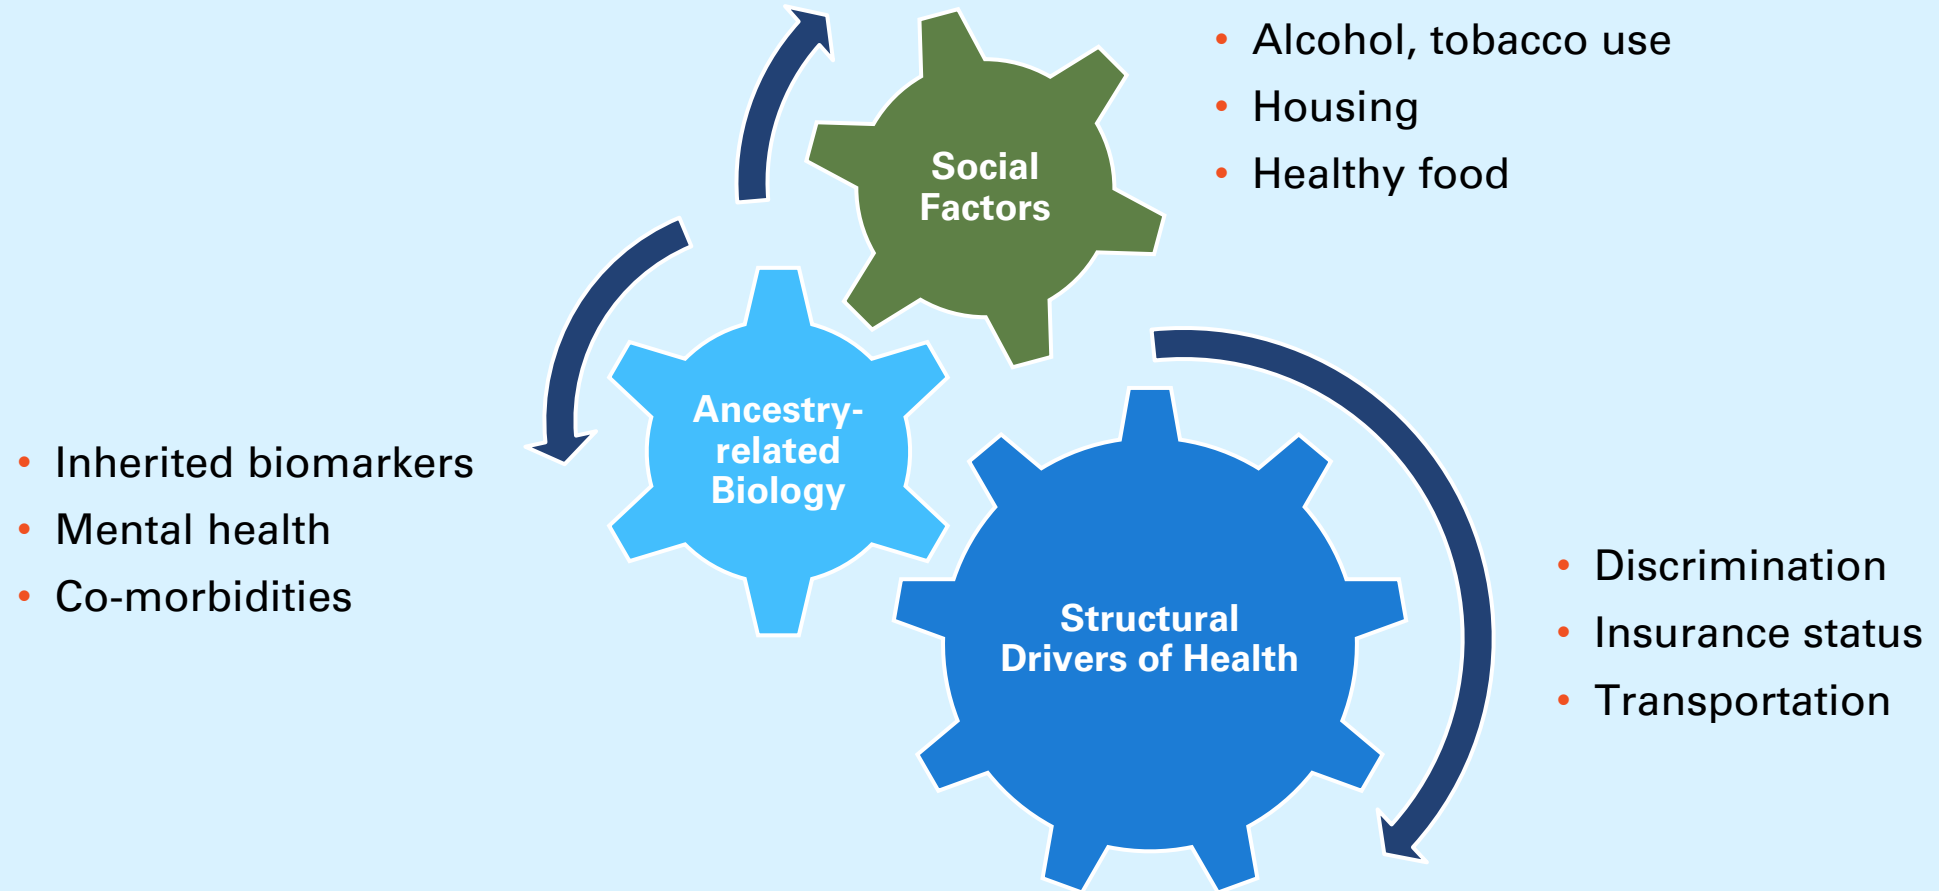 • Alcohol, tobacco use
• Housing
• Healthy food
Social
Factors
Ancestry-
related
Biology
• Inherited biomarkers
• Mental health
• Co-morbidities
Structural
Drivers of Health
• Discrimination
• Insurance status
• Transportation